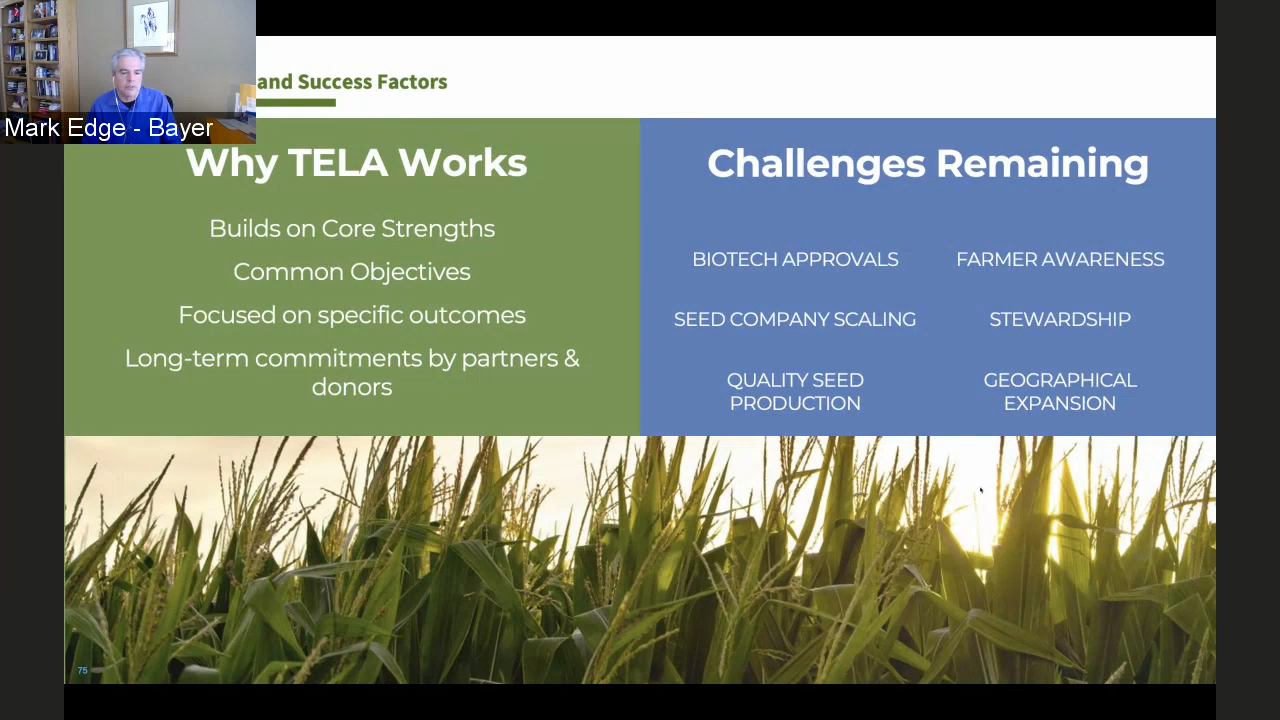 and Success Factors
Mark Edge - Bayer
Why TELA Works
Builds on Core Strengths
Common Objectives
Focused on specific outcomes
Long-term commitments by partners &
donors
Challenges Remaining
BIOTECH APPROVALS
FARMER AWARENESS
SEED COMPANY SCALING
STEWARDSHIP
QUALITY SEED
PRODUCTION
GEOGRAPHICAL
EXPANSION
75